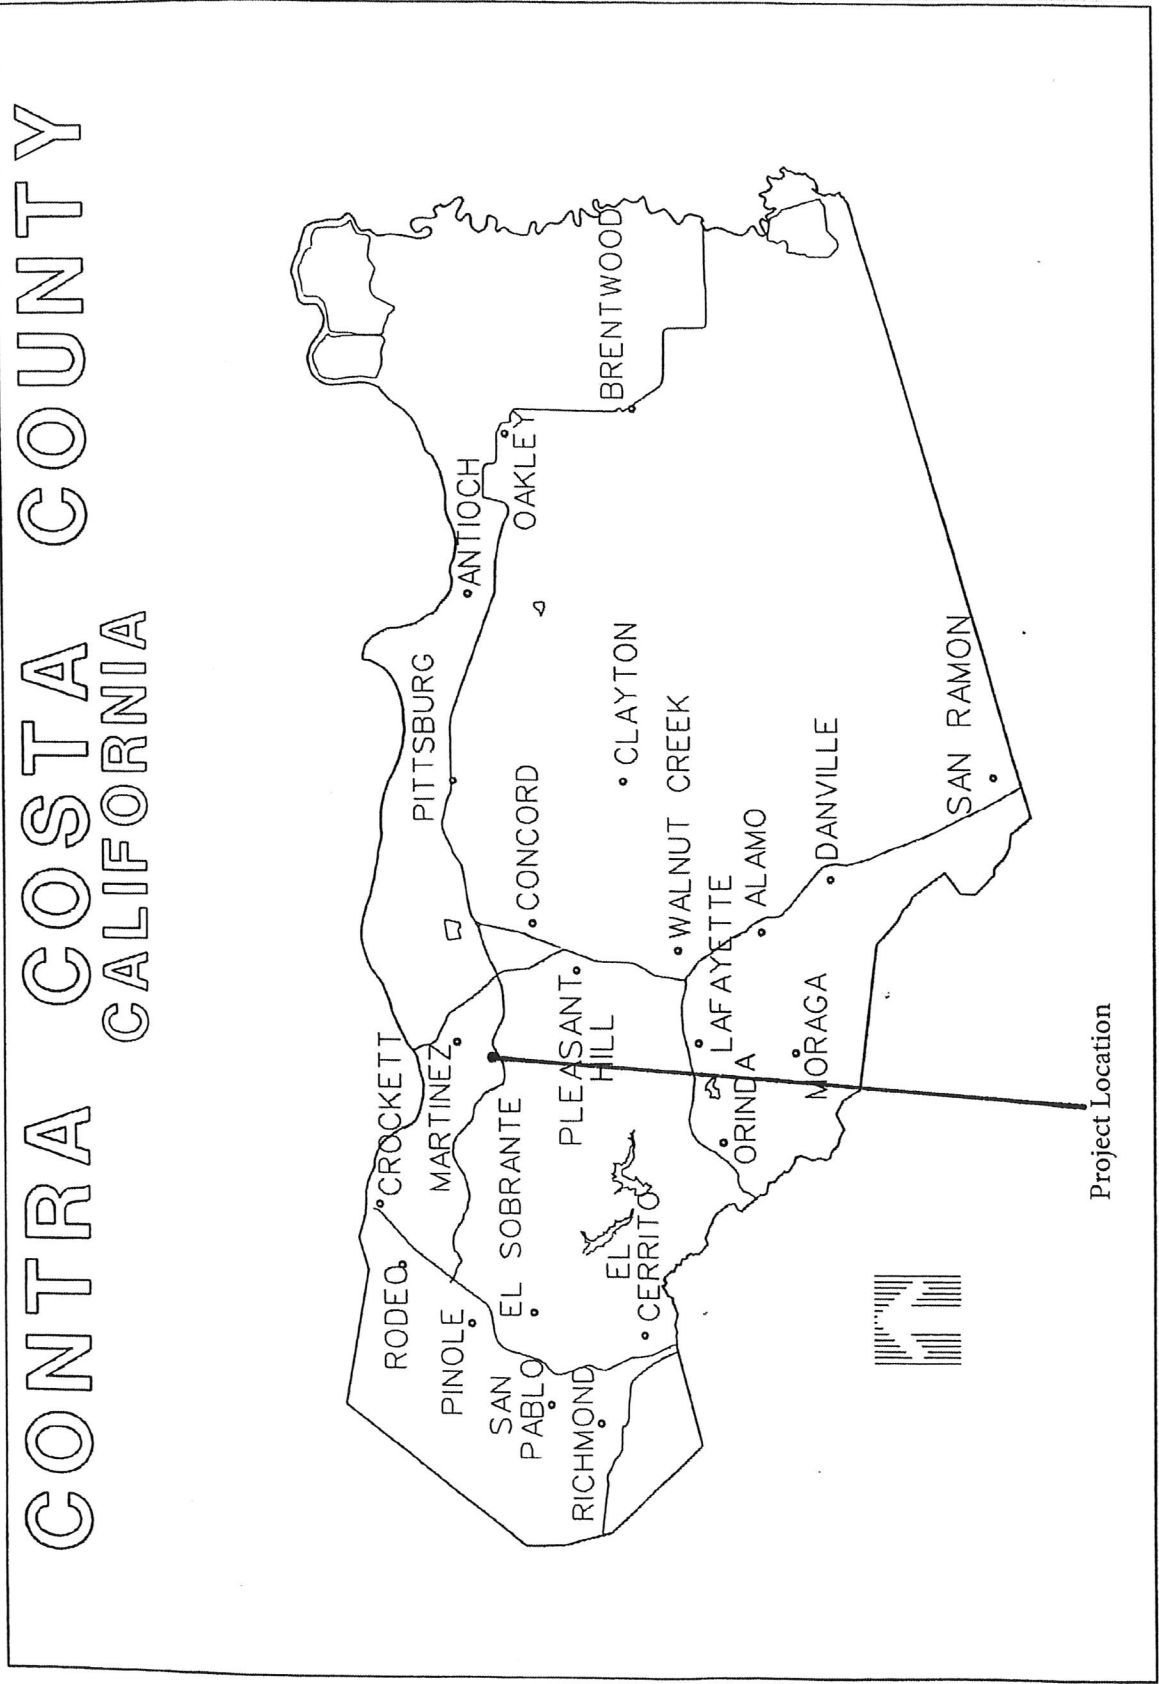 CONTRA COSTA COUNTY
CALIFORNIA
CROCKETT
RODEO
MARTINEZ
PITTSBURG
ANTIOCH
PINOLE
EL SOBRANTE
CONCORD
OAKLEY
SAN
PABLO
PLEASANT
HILL
CLAYTON
BRENTWOOD
RICHMOND
EL
CERRITO
WALNUT CREEK
LAFAYETTE
ORINDA
ALAMO
MORAGA
DANVILLE
SAN RAMON
Project Location